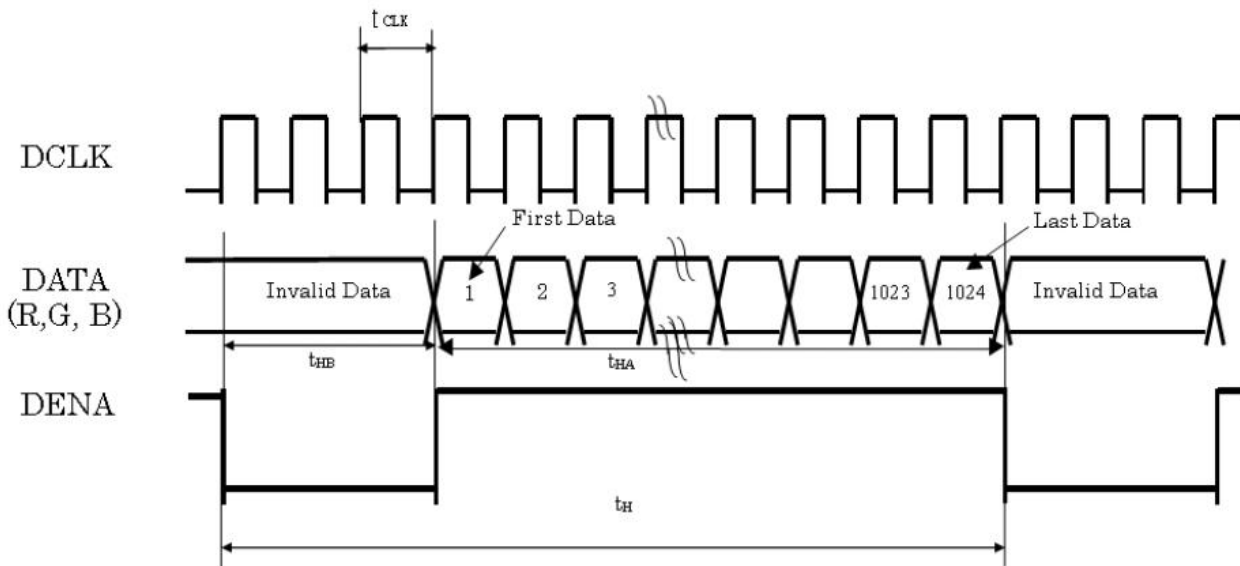 t CLK
DCLK
First Data
Last Data
DATA
(R,G, B)
Invalid Data
1
2
3
1023
1024
Invalid Data
tHB
tHA
DENA
tH